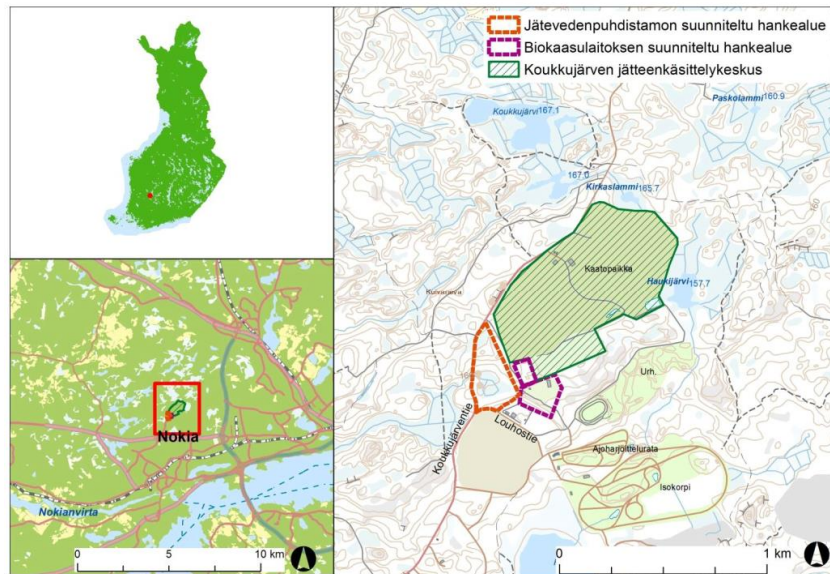 Jätevedenpuhdistamon suunniteltu hankealue
Biokaasulaitoksen suunniteltu hankealue
Koukkujärven jätteenkäsittelykeskus
Paskolammi 160.9
Koukkujärvi 167.1
167.0
Kirkaslammi 165.7
Kaatopaikka
Haukijärvi 157.7
Urh.
Koukkujärventie
Louhostie
Ajoharjoittelurata
Isokorpi
0 1 km
Nokia
Nokianvirta
0 5 10 km